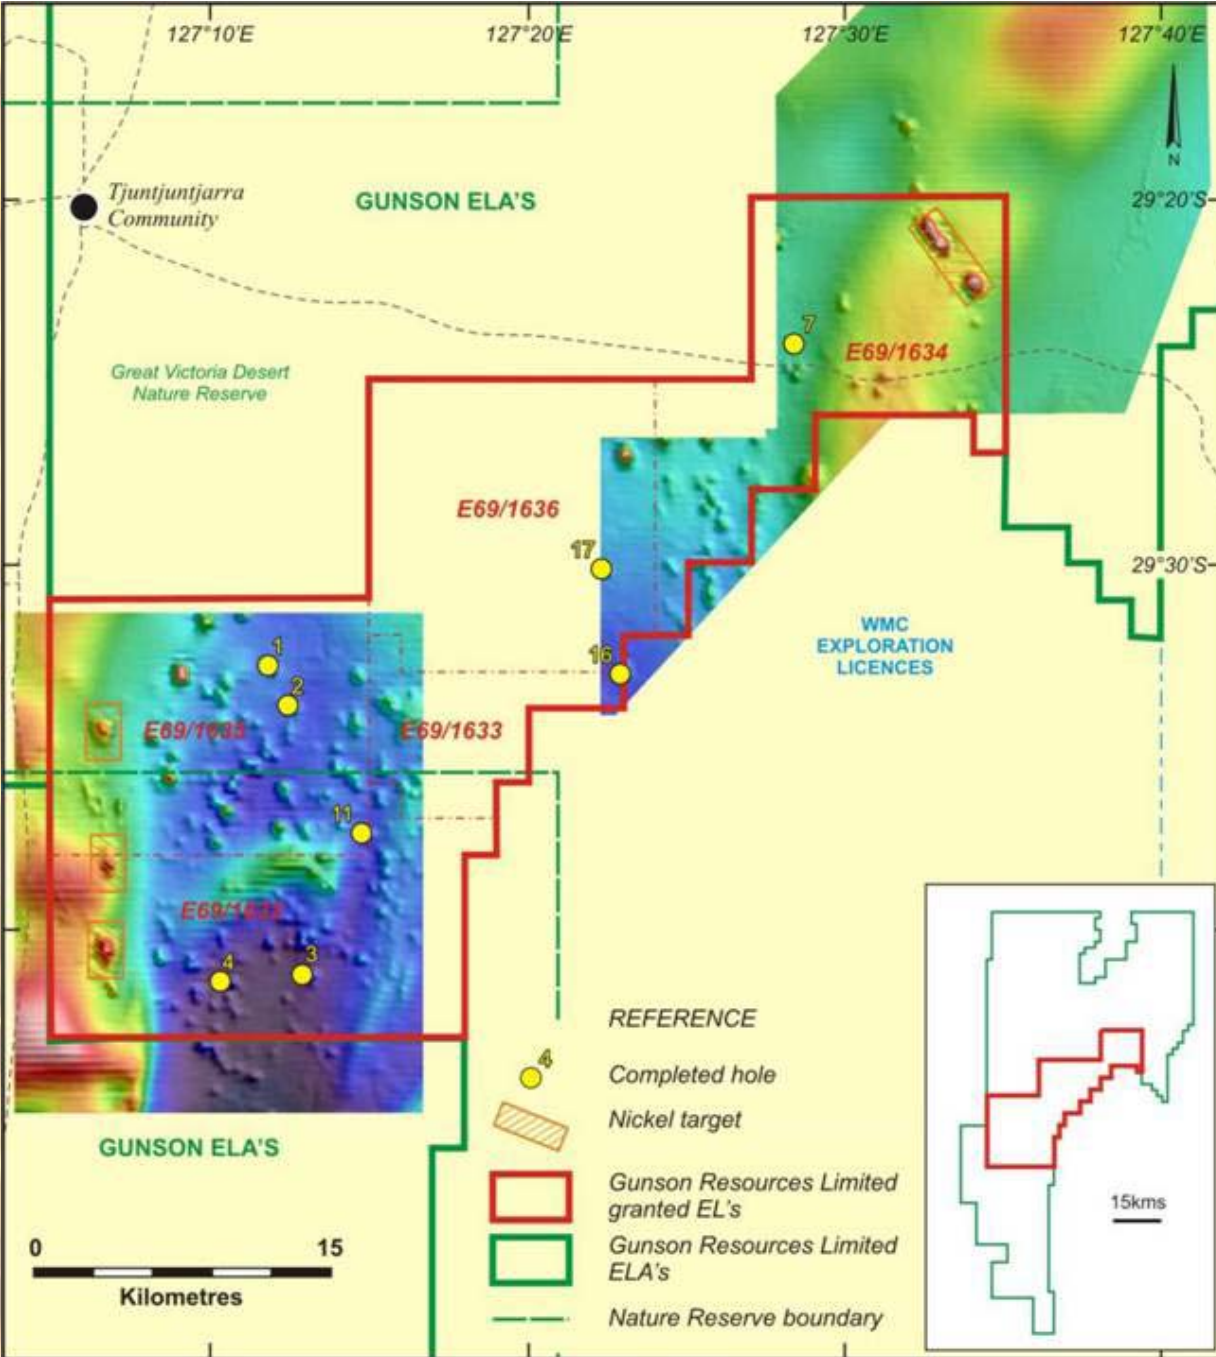 127°10'E
127°20'E
127°30'E
127°40'E
N
Tjuntjuntjarra
Community
GUNSON ELA'S
29°20'S
7
E69/1634
Great Victoria Desert
Nature Reserve
E69/1636
17
29°30'S
WMC
EXPLORATION
LICENCES
16
1
2
E69/1635
E69/1633
11
4
3
REFERENCE
4
Completed hole
Nickel target
GUNSON ELA'S
Gunson Resources Limited
granted EL's
Gunson Resources Limited
ELA's
Nature Reserve boundary
0
15
Kilometres
15kms